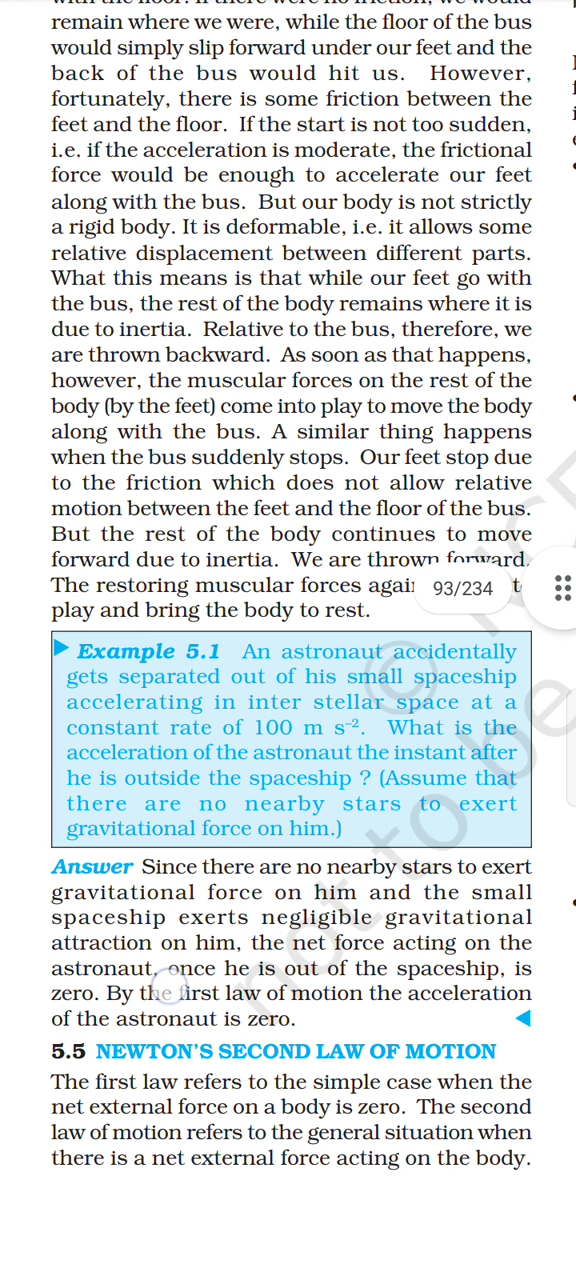 remain where we were, while the floor of the bus
would simply slip forward under our feet and the
back of the bus would hit us. However,
fortunately, there is some friction between the
feet and the floor. If the start is not too sudden,
i.e. if the acceleration is moderate, the frictional
force would be enough to accelerate our feet
along with the bus. But our body is not strictly
a rigid body. It is deformable, i.e. it allows some
relative displacement between different parts.
What this means is that while our feet go with
the bus, the rest of the body remains where it is
due to inertia. Relative to the bus, therefore, we
are thrown backward. As soon as that happens,
however, the muscular forces on the rest of the
body (by the feet) come into play to move the body
along with the bus. A similar thing happens
when the bus suddenly stops. Our feet stop due
to the friction which does not allow relative
motion between the feet and the floor of the bus.
But the rest of the body continues to move
forward due to inertia. We are thrown forward.
The restoring muscular forces
93/234
play and bring the body to rest.
Example 5.1 An astronaut accidentally
gets separated out of his small spaceship
accelerating in inter stellar space at a
constant rate of 100 m s⁻². What is the
acceleration of the astronaut the instant after
he is outside the spaceship ? (Assume that
there are no nearby stars to exert
gravitational force on him.)
Answer Since there are no nearby stars to exert
gravitational force on him and the small
spaceship exerts negligible gravitational
attraction on him, the net force acting on the
astronaut, once he is out of the spaceship, is
zero. By the first law of motion the acceleration
of the astronaut is zero.
5.5 NEWTON'S SECOND LAW OF MOTION
The first law refers to the simple case when the
net external force on a body is zero. The second
law of motion refers to the general situation when
there is a net external force acting on the body.
not to be